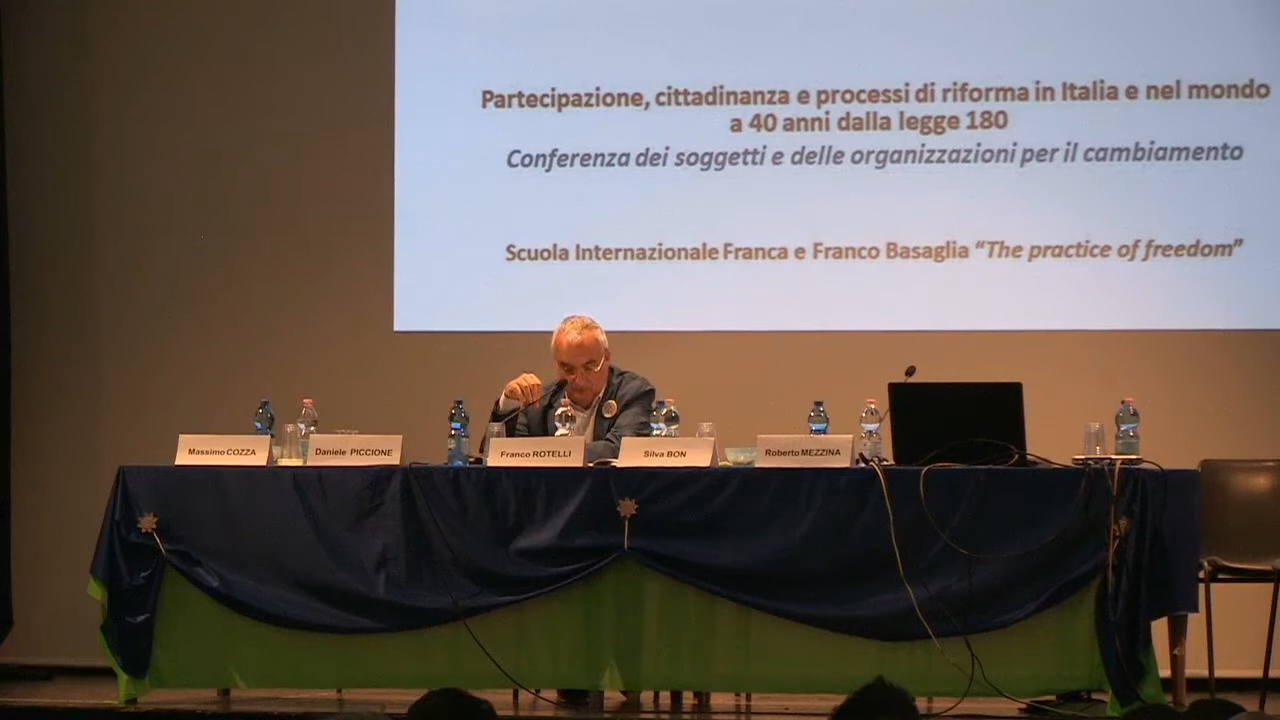 Partecipazione, cittadinanza e processi di riforma in Italia e nel mondo
a 40 anni dalla legge 180
Conferenza dei soggetti e delle organizzazioni per il cambiamento
Scuola Internazionale Franca e Franco Basaglia “The practice of freedom”
Massimo COZZA
Daniele PICCIONE
Franco ROTELLI
Silva BON
Roberto MEZZINA